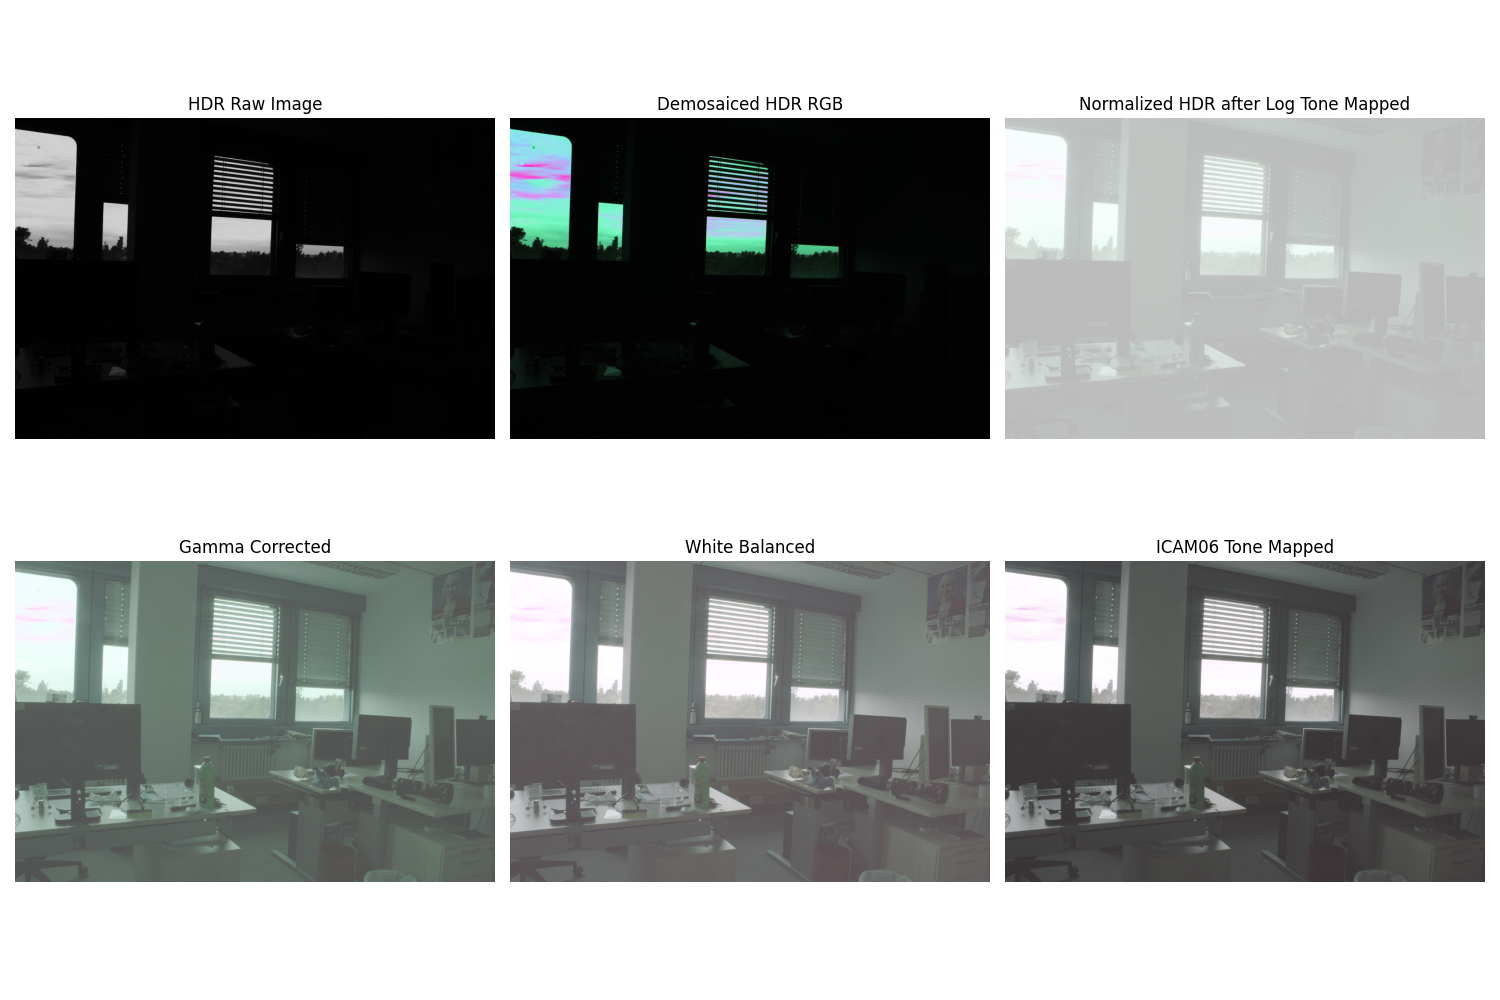 HDR Raw Image
Demosaiced HDR RGB
Normalized HDR after Log Tone Mapped
Gamma Corrected
White Balanced
ICAM06 Tone Mapped